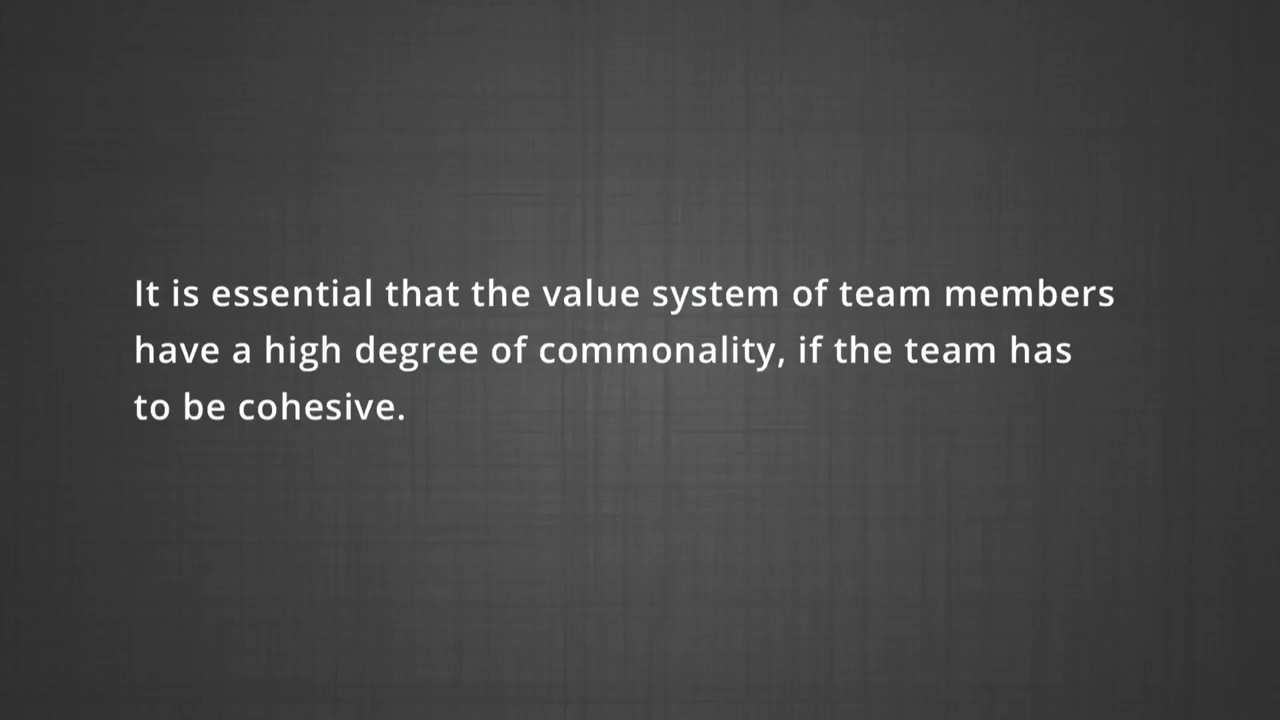 It is essential that the value system of team members
have a high degree of commonality, if the team has
to be cohesive.